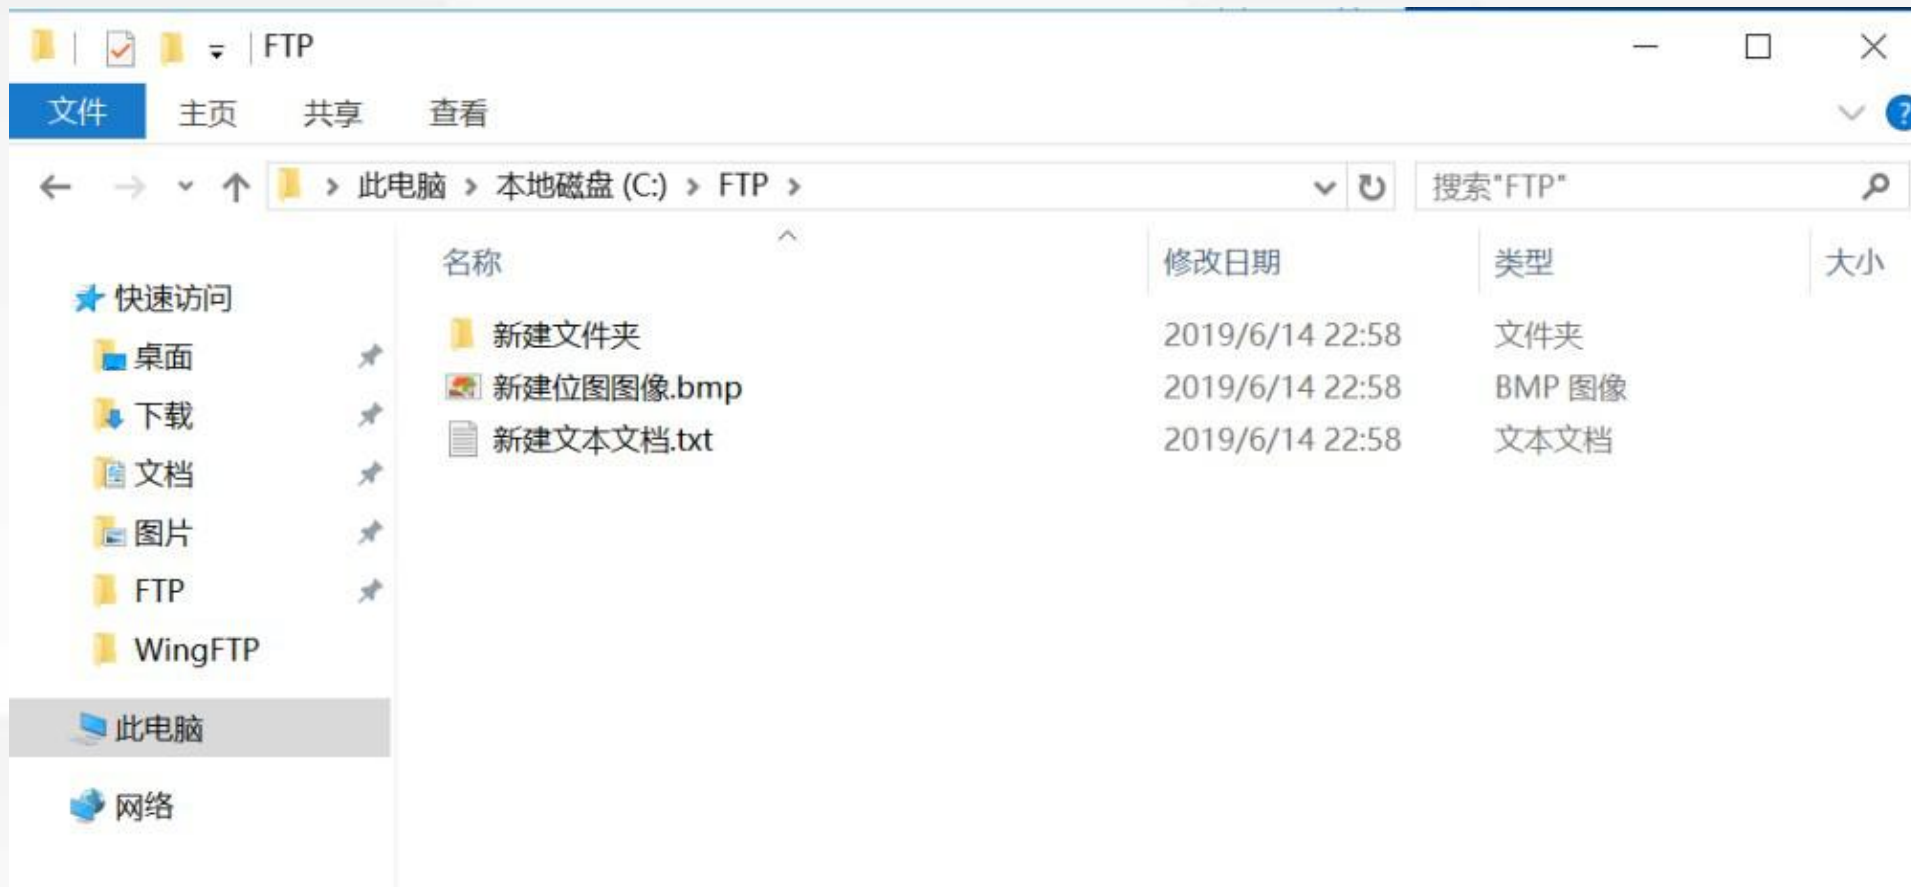 FTP
文件 主页 共享 查看
此电脑 > 本地磁盘 (C:) > FTP > 搜索"FTP"
名称 修改日期 类型 大小
快速访问
桌面
下载
文档
图片
FTP
WingFTP
此电脑
网络
新建文件夹 2019/6/14 22:58 文件夹
新建位图图像.bmp 2019/6/14 22:58 BMP 图像
新建文本文档.txt 2019/6/14 22:58 文本文档